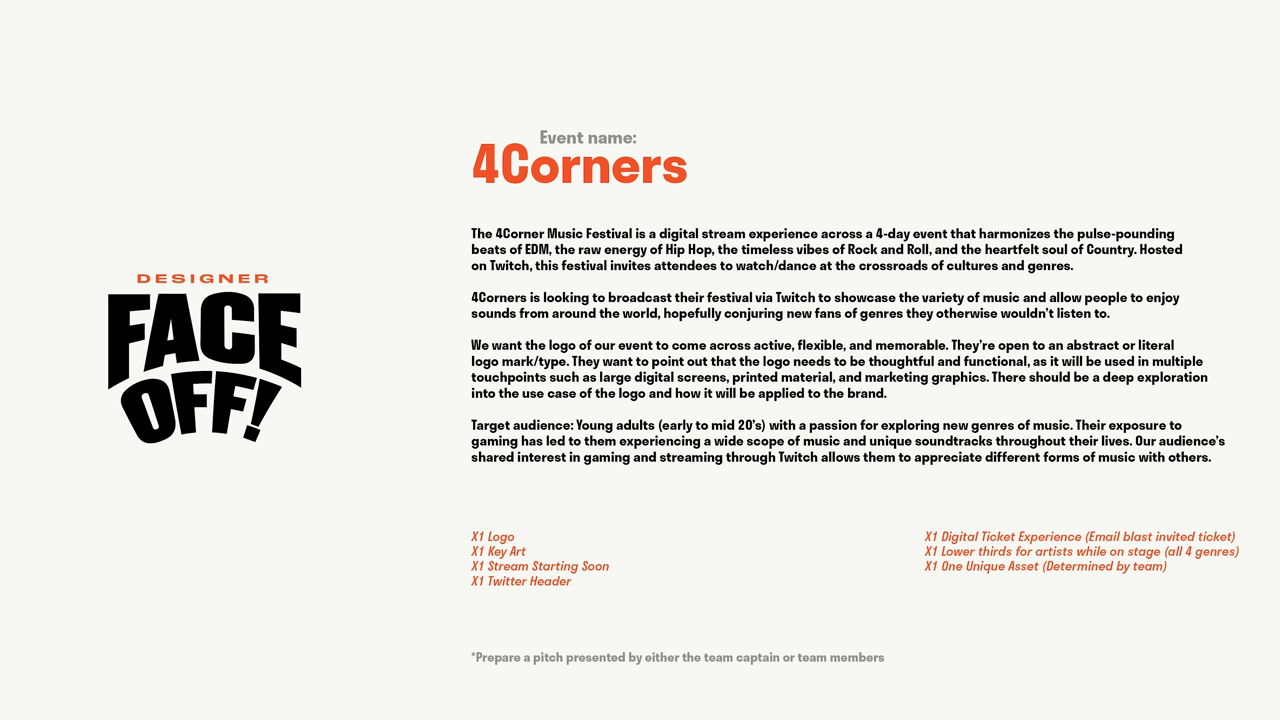 DESIGNER
FACE
OFF!
Event name:
4Corners
The 4Corner Music Festival is a digital stream experience across a 4-day event that harmonizes the pulse-pounding
beats of EDM, the raw energy of Hip Hop, the timeless vibes of Rock and Roll, and the heartfelt soul of Country. Hosted
on Twitch, this festival invites attendees to watch/dance at the crossroads of cultures and genres.
4Corners is looking to broadcast their festival via Twitch to showcase the variety of music and allow people to enjoy
sounds from around the world, hopefully conjuring new fans of genres they otherwise wouldn't listen to.
We want the logo of our event to come across active, flexible, and memorable. They're open to an abstract or literal
logo mark/type. They want to point out that the logo needs to be thoughtful and functional, as it will be used in multiple
touchpoints such as large digital screens, printed material, and marketing graphics. There should be a deep exploration
into the use case of the logo and how it will be applied to the brand.
Target audience: Young adults (early to mid 20's) with a passion for exploring new genres of music. Their exposure to
gaming has led to them experiencing a wide scope of music and unique soundtracks throughout their lives. Our audience's
shared interest in gaming and streaming through Twitch allows them to appreciate different forms of music with others.
X1 Logo
X1 Key Art
X1 Stream Starting Soon
X1 Twitter Header
X1 Digital Ticket Experience (Email blast invited ticket)
X1 Lower thirds for artists while on stage (all 4 genres)
X1 One Unique Asset (Determined by team)
*Prepare a pitch presented by either the team captain or team members